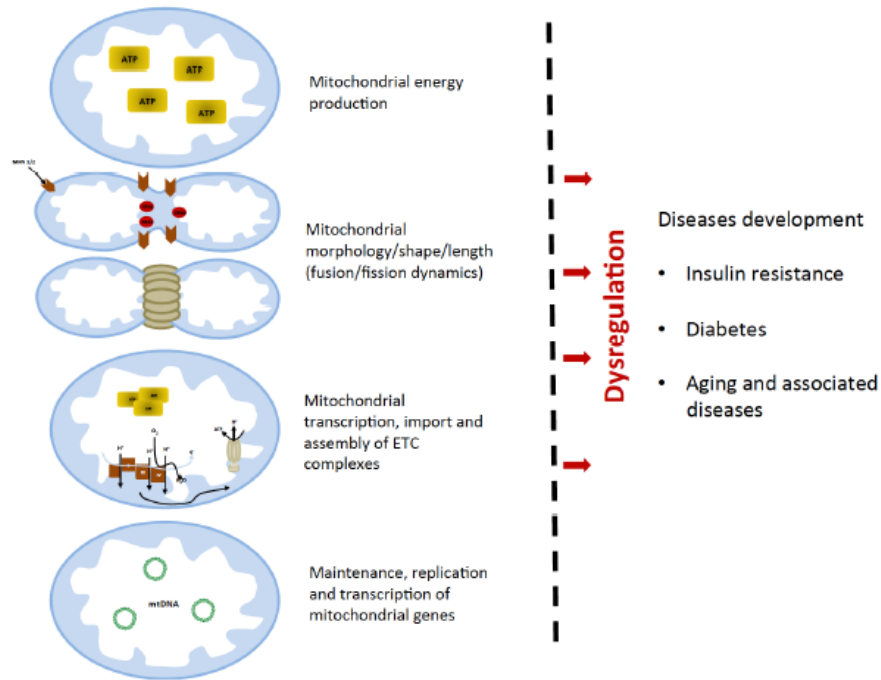 ATP
ATP
ATP
ATP
Mitochondrial energy
production
Mitochondrial
morphology/shape/length
(fusion/fission dynamics)
Mitochondrial
transcription, import and
assembly of ETC
complexes
H⁺
O₂
H⁺
H⁺
mtDNA
Maintenance, replication
and transcription of
mitochondrial genes
Dysregulation
Diseases development
• Insulin resistance
• Diabetes
• Aging and associated
diseases